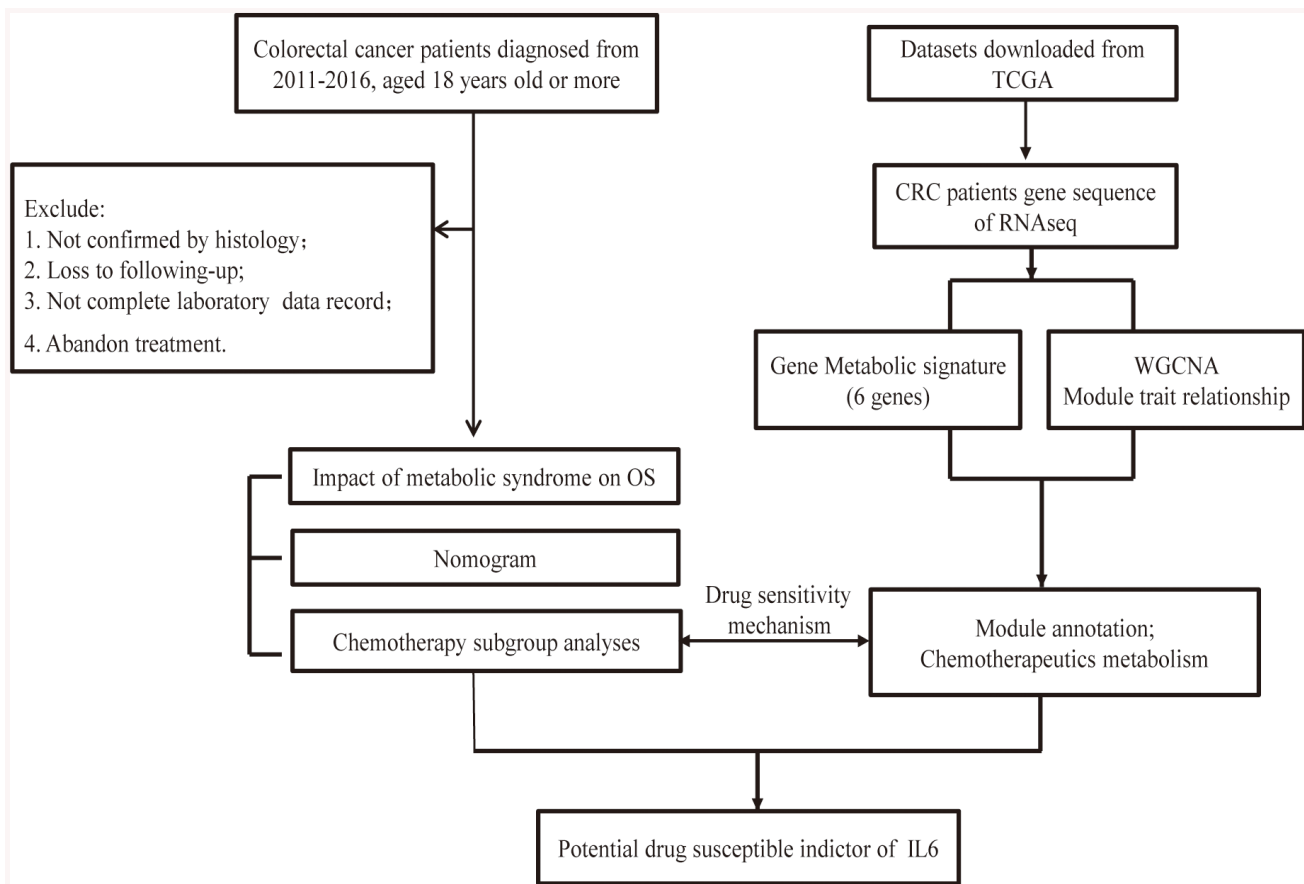 Colorectal cancer patients diagnosed from
2011-2016, aged 18 years old or more
Exclude:
1. Not confirmed by histology；
2. Loss to following-up;
3. Not complete laboratory data record；
4. Abandon treatment.
Impact of metabolic syndrome on OS
Nomogram
Chemotherapy subgroup analyses
Drug sensitivity
mechanism
Datasets downloaded from
TCGA
CRC patients gene sequence
of RNAseq
Gene Metabolic signature
(6 genes)
WGCNA
Module trait relationship
Module annotation;
Chemotherapeutics metabolism
Potential drug susceptible indictor of IL6